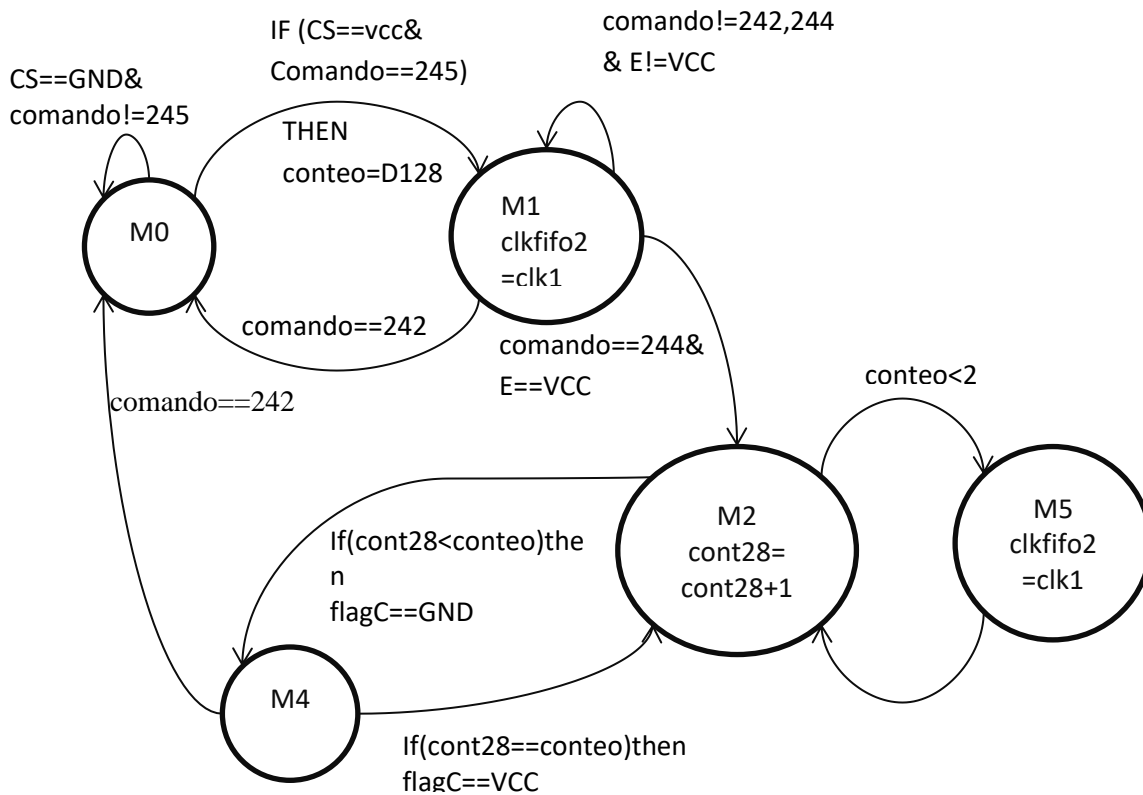 IF (CS==vcc&
Comando==245)
THEN
conteo=D128
comando!=242,244
& E!=VCC
CS==GND&
comando!=245
M0
M1
clkfifo2
=clk1
comando==242
comando==244&
E==VCC
conteo<2
comando==242
M2
cont28=
cont28+1
M5
clkfifo2
=clk1
If(cont28<conteo)the
n
flagC==GND
M4
If(cont28==conteo)then
flagC==VCC